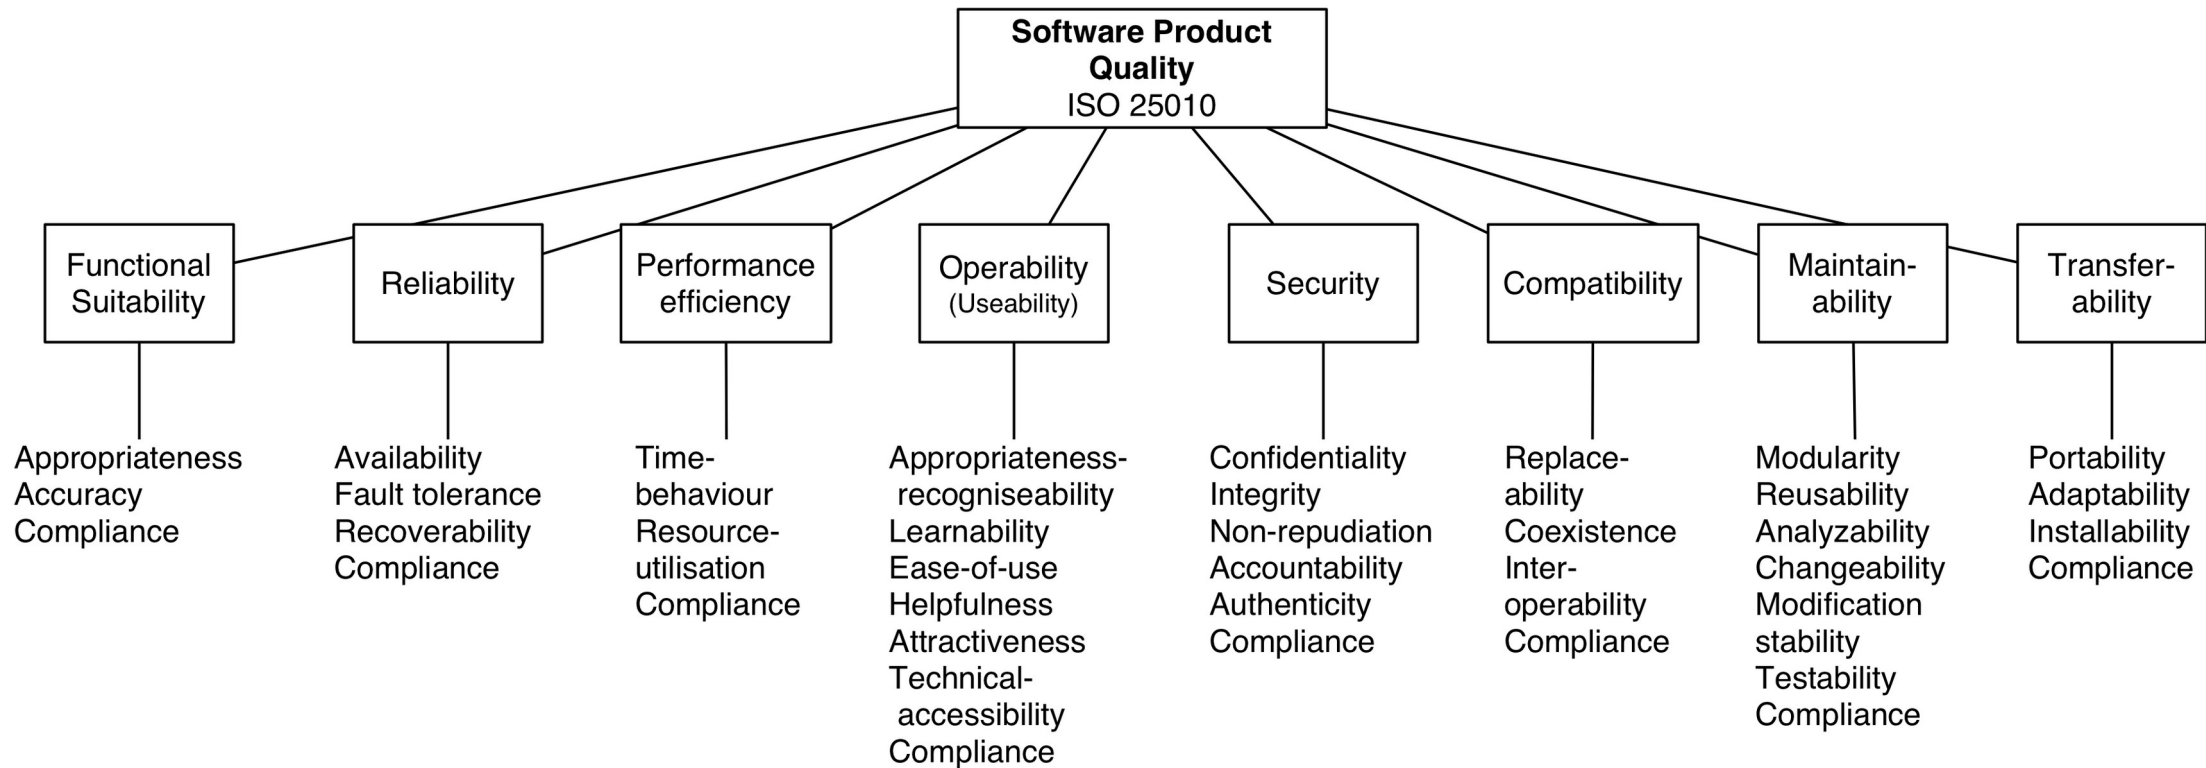 Software Product
Quality
ISO 25010
Functional
Suitability
Reliability
Performance
efficiency
Operability
(Useability)
Security
Compatibility
Maintain-
ability
Transfer-
ability
Appropriateness
Accuracy
Compliance
Availability
Fault tolerance
Recoverability
Compliance
Time-
behaviour
Resource-
utilisation
Compliance
Appropriateness-
recogniseability
Learnability
Ease-of-use
Helpfulness
Attractiveness
Technical-
accessibility
Compliance
Confidentiality
Integrity
Non-repudiation
Accountability
Authenticity
Compliance
Replace-
ability
Coexistence
Inter-
operability
Compliance
Modularity
Reusability
Analyzability
Changeability
Modification
stability
Testability
Compliance
Portability
Adaptability
Installability
Compliance